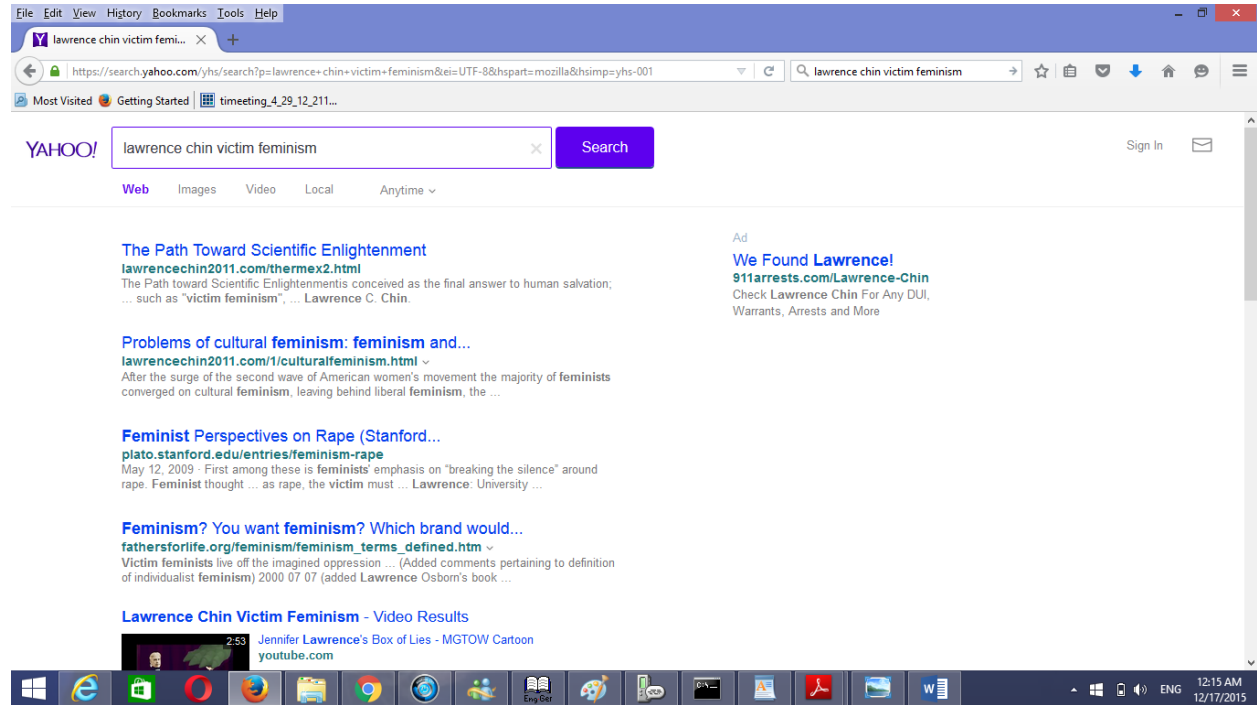 File Edit View History Bookmarks Tools Help
lawrence chin victim femi...
https://search.yahoo.com/yhs/search?p=lawrence+chin+victim+feminism&ei=UTF-8&hspart=mozilla&hsimp=yhs-001
lawrence chin victim feminism
Most Visited Getting Started timeeting_4_29_12_211...
YAHOO! lawrence chin victim feminism Search Sign In
Web Images Video Local Anytime
The Path Toward Scientific Enlightenment
lawrencechin2011.com/thermex2.html
The Path toward Scientific Enlightenmentis conceived as the final answer to human salvation;
... such as "victim feminism", ... Lawrence C. Chin.
Problems of cultural feminism: feminism and...
lawrencechin2011.com/1/culturalfeminism.html
After the surge of the second wave of American women's movement the majority of feminists
converged on cultural feminism, leaving behind liberal feminism, the ...
Feminist Perspectives on Rape (Stanford...
plato.stanford.edu/entries/feminism-rape
May 12, 2009 · First among these is feminists' emphasis on "breaking the silence" around
rape. Feminist thought ... as rape, the victim must ... Lawrence: University ...
Feminism? You want feminism? Which brand would...
fathersforlife.org/feminism/feminism_terms_defined.htm
Victim feminists live off the imagined oppression ... (Added comments pertaining to definition
of individualist feminism) 2000 07 07 (added Lawrence Osborn's book ...
Lawrence Chin Victim Feminism - Video Results
2:53
Jennifer Lawrence's Box of Lies - MGTOW Cartoon
youtube.com
Ad
We Found Lawrence!
911arrests.com/Lawrence-Chin
Check Lawrence Chin For Any DUI,
Warrants, Arrests and More
Eng Ger
C:\_
ENG
12:15 AM
12/17/2015